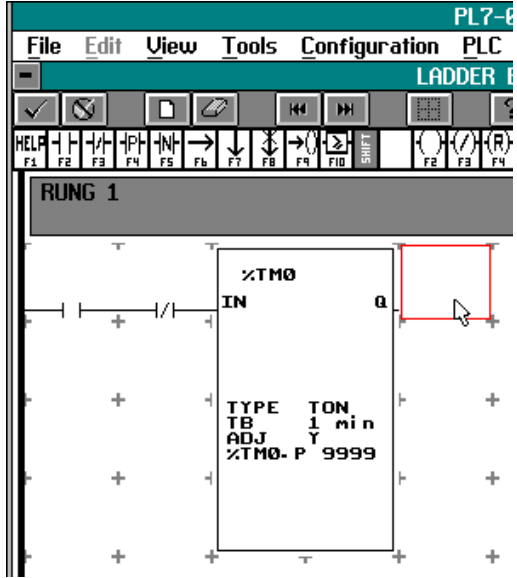 PL7-0
File Edit View Tools Configuration PLC
LADDER E
HELP P N SHIFT R
F1 F2 F3 F4 F5 F6 F7 F8 F9 F10 F2 F3 F4
RUNG 1
%TM0
IN Q
TYPE TON
TB 1 min
ADJ Y
%TM0.P 9999